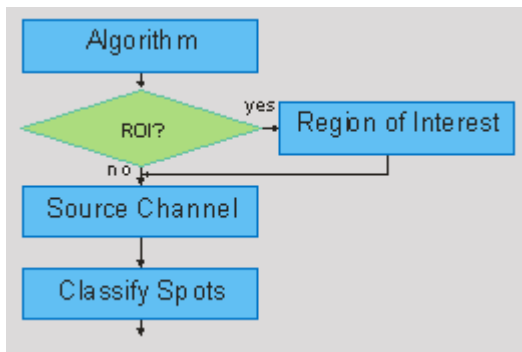 Algorithm
ROI?
yes
Region of Interest
no
Source Channel
Classify Spots